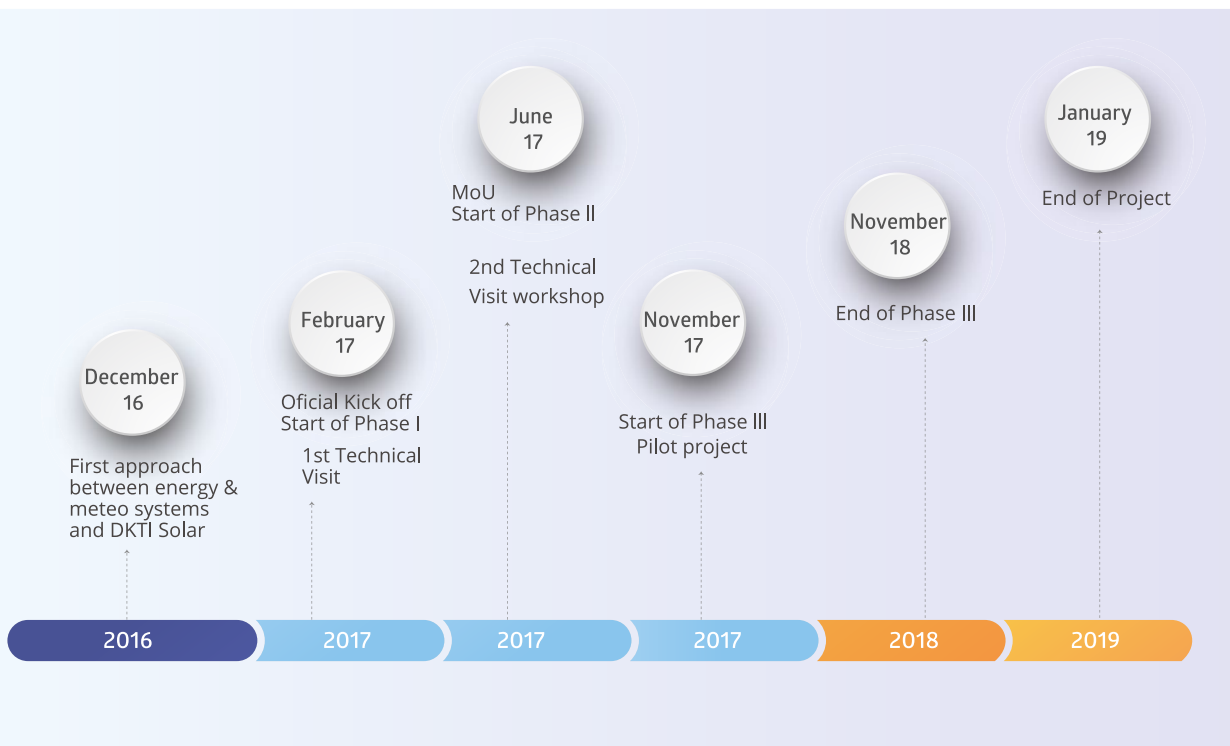 December
16
First approach
between energy &
meteo systems
and DKTI Solar
February
17
Oficial Kick off
Start of Phase I
1st Technical
Visit
June
17
MoU
Start of Phase II
2nd Technical
Visit workshop
November
17
Start of Phase III
Pilot project
November
18
End of Phase III
January
19
End of Project
2016
2017
2017
2017
2018
2019